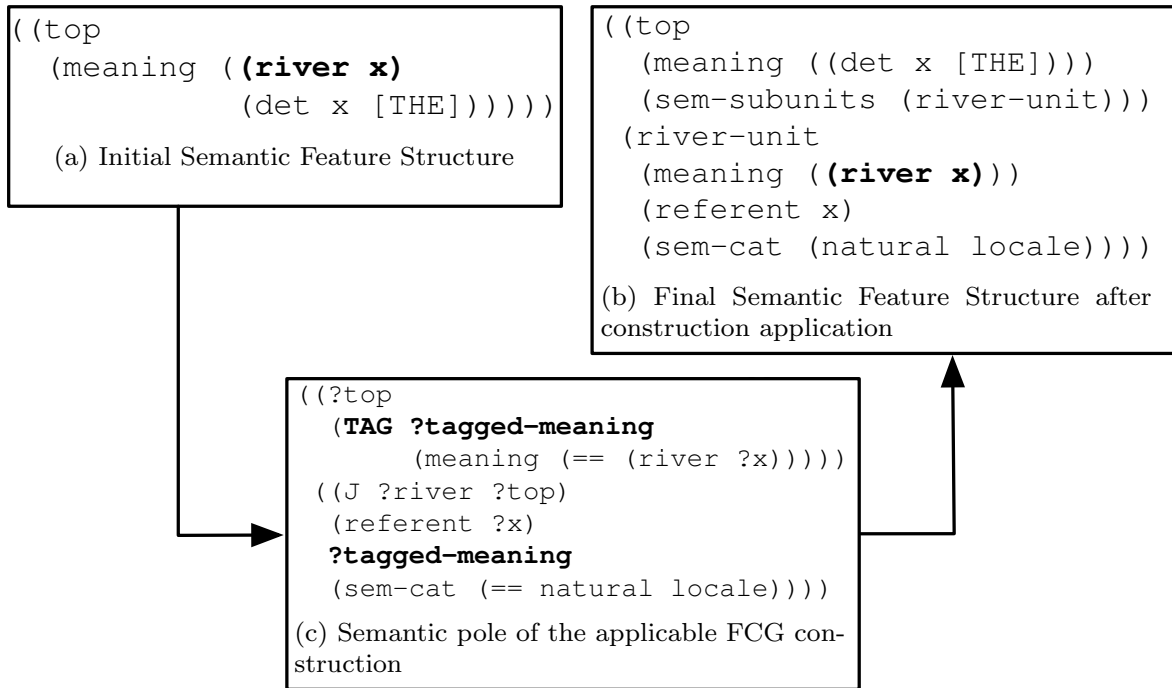 ((top
(meaning ((river x)
(det x [THE])))))
(a) Initial Semantic Feature Structure
((top
(meaning ((det x [THE])))
(sem-subunits (river-unit)))
(river-unit
(meaning ((river x)))
(referent x)
(sem-cat (natural locale))))
(b) Final Semantic Feature Structure after
construction application
((?top
(TAG ?tagged-meaning
(meaning (== (river ?x)))))
((J ?river ?top)
(referent ?x)
?tagged-meaning
(sem-cat (== natural locale))))
(c) Semantic pole of the applicable FCG con-
struction